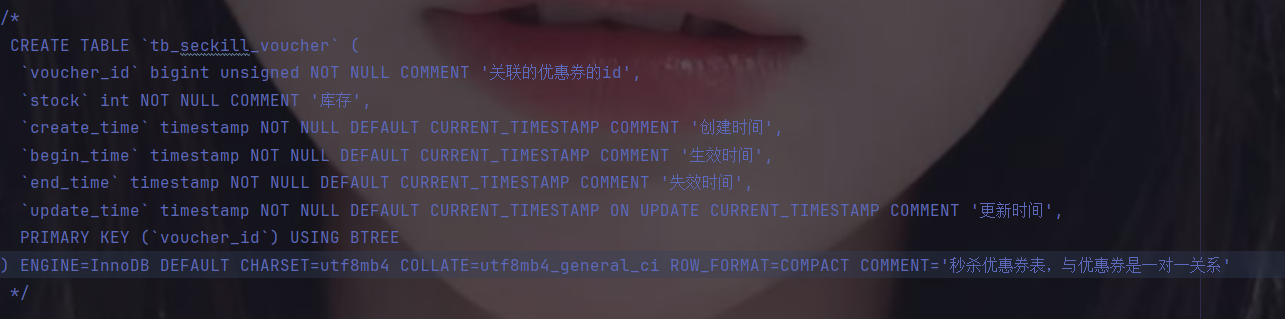 /*
CREATE TABLE `tb_seckill_voucher` (
`voucher_id` bigint unsigned NOT NULL COMMENT '关联的优惠券的id',
`stock` int NOT NULL COMMENT '库存',
`create_time` timestamp NOT NULL DEFAULT CURRENT_TIMESTAMP COMMENT '创建时间',
`begin_time` timestamp NOT NULL DEFAULT CURRENT_TIMESTAMP COMMENT '生效时间',
`end_time` timestamp NOT NULL DEFAULT CURRENT_TIMESTAMP COMMENT '失效时间',
`update_time` timestamp NOT NULL DEFAULT CURRENT_TIMESTAMP ON UPDATE CURRENT_TIMESTAMP COMMENT '更新时间',
PRIMARY KEY (`voucher_id`) USING BTREE
) ENGINE=InnoDB DEFAULT CHARSET=utf8mb4 COLLATE=utf8mb4_general_ci ROW_FORMAT=COMPACT COMMENT='秒杀优惠券表，与优惠券是一对一关系'
*/